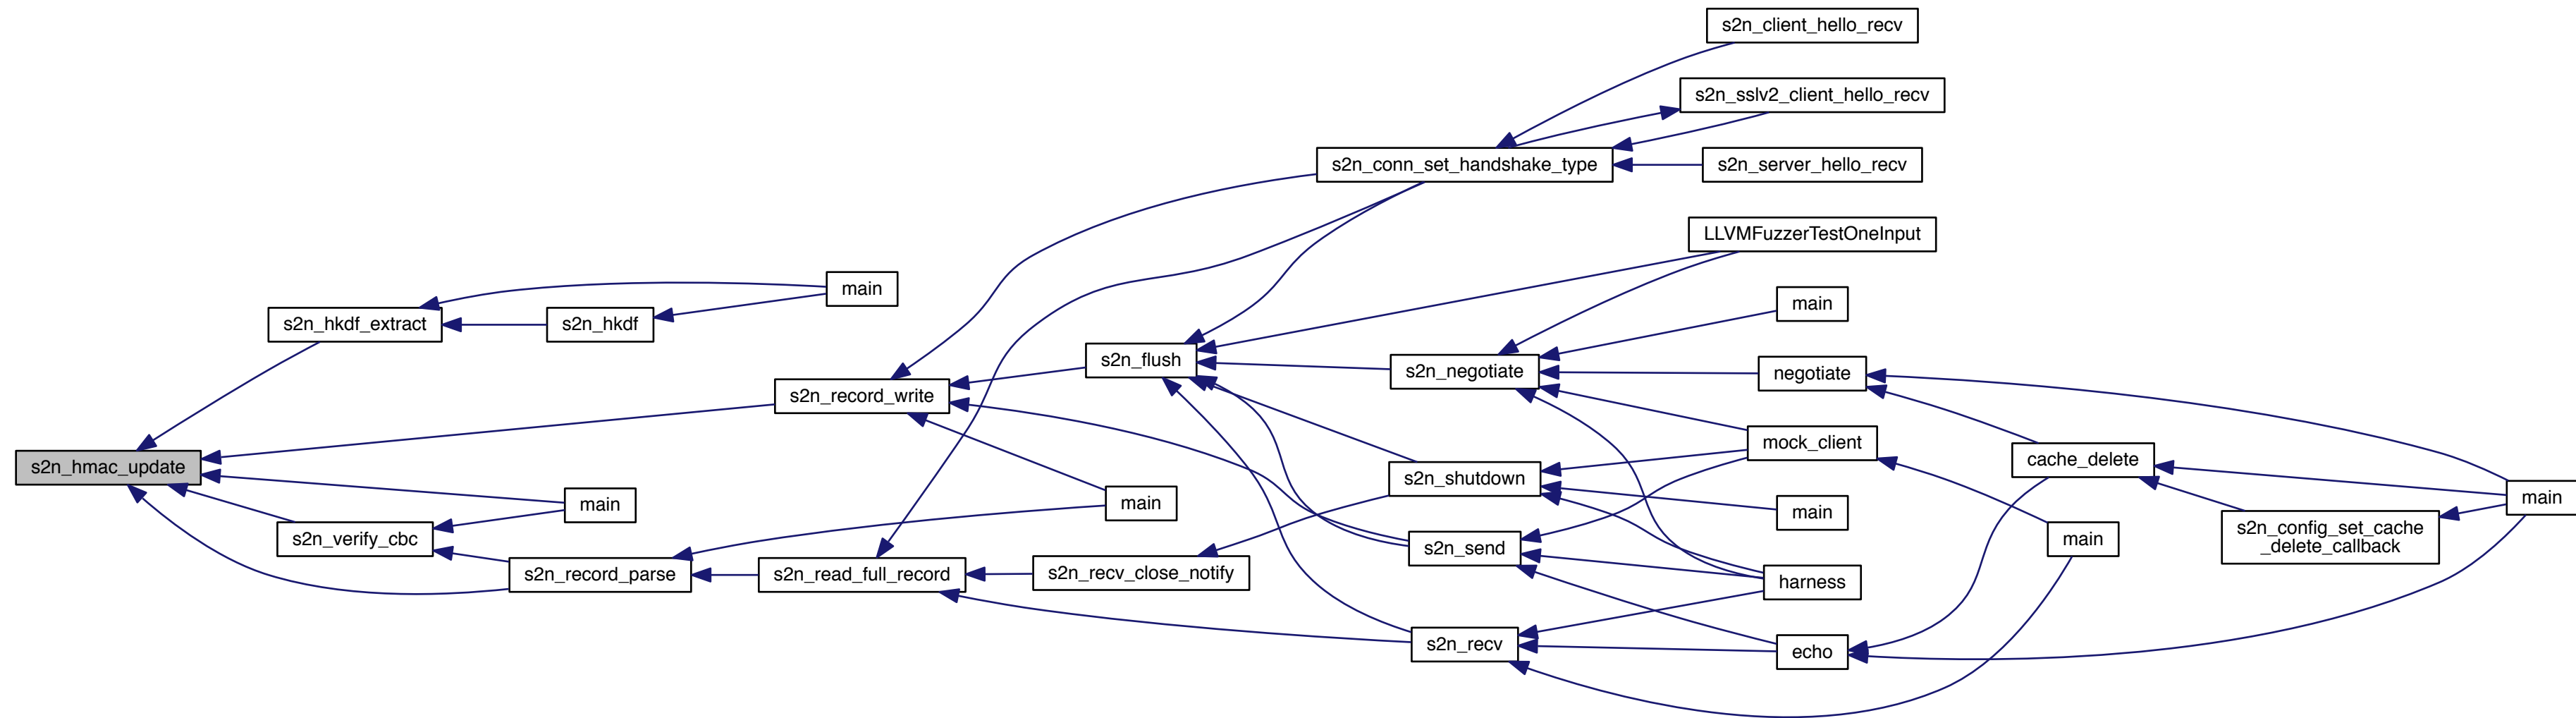 s2n_client_hello_recv
s2n_sslv2_client_hello_recv
s2n_conn_set_handshake_type
s2n_server_hello_recv
LLVMFuzzerTestOneInput
main
main
s2n_hkdf_extract
s2n_hkdf
s2n_flush
s2n_negotiate
negotiate
s2n_record_write
mock_client
cache_delete
s2n_hmac_update
s2n_shutdown
main
main
main
main
s2n_config_set_cache
_delete_callback
s2n_verify_cbc
s2n_send
main
s2n_record_parse
s2n_read_full_record
s2n_recv_close_notify
harness
s2n_recv
echo